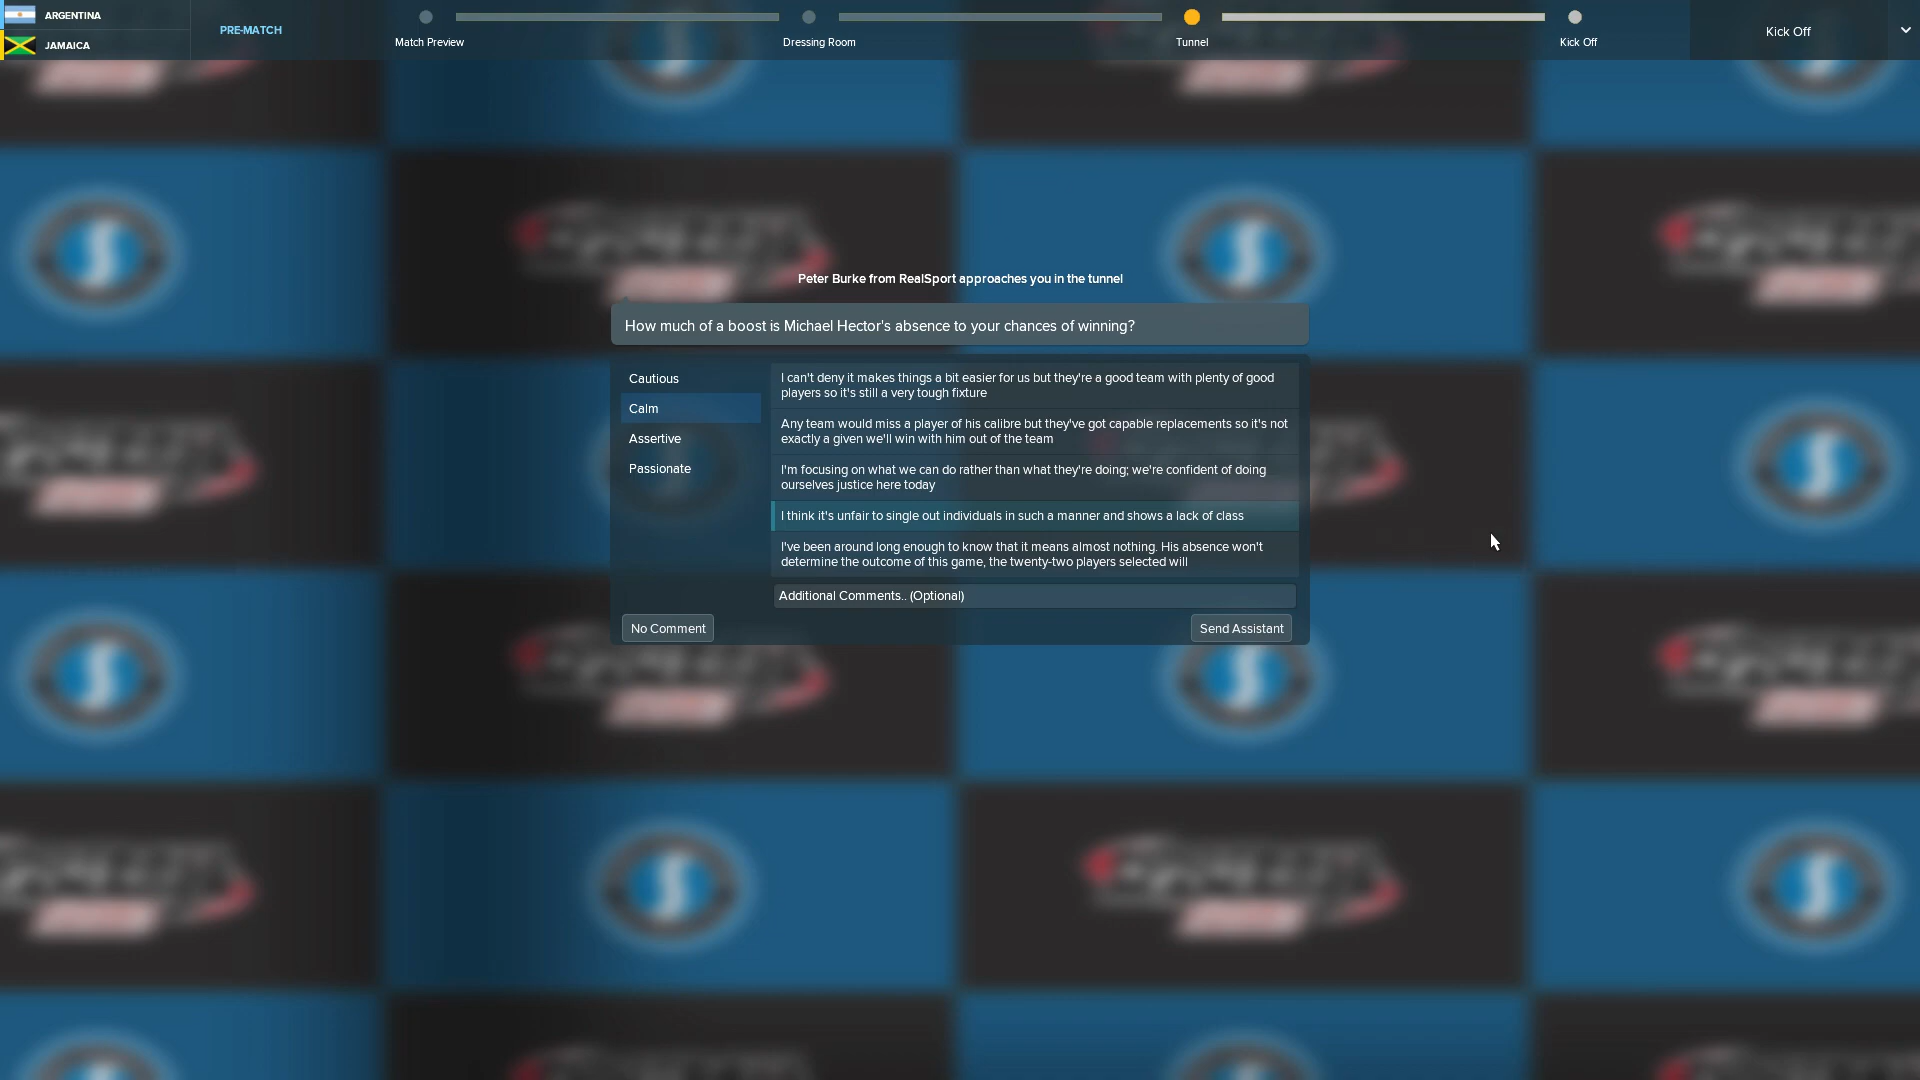 ARGENTINA
JAMAICA
PRE-MATCH
Match Preview
Dressing Room
Tunnel
Kick Off
Kick Off
Peter Burke from RealSport approaches you in the tunnel
How much of a boost is Michael Hector's absence to your chances of winning?
Cautious
Calm
Assertive
Passionate
I can't deny it makes things a bit easier for us but they're a good team with plenty of good
players so it's still a very tough fixture
Any team would miss a player of his calibre but they've got capable replacements so it's not
exactly a given we'll win with him out of the team
I'm focusing on what we can do rather than what they're doing; we're confident of doing
ourselves justice here today
I think it's unfair to single out individuals in such a manner and shows a lack of class
I've been around long enough to know that it means almost nothing. His absence won't
determine the outcome of this game, the twenty-two players selected will
Additional Comments.. (Optional)
No Comment
Send Assistant